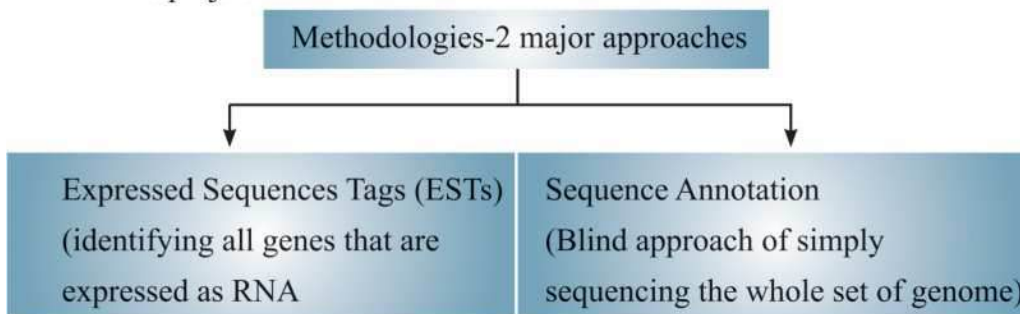 Methodologies-2 major approaches
Expressed Sequences Tags (ESTs)
(identifying all genes that are
expressed as RNA
Sequence Annotation
(Blind approach of simply
sequencing the whole set of genome)